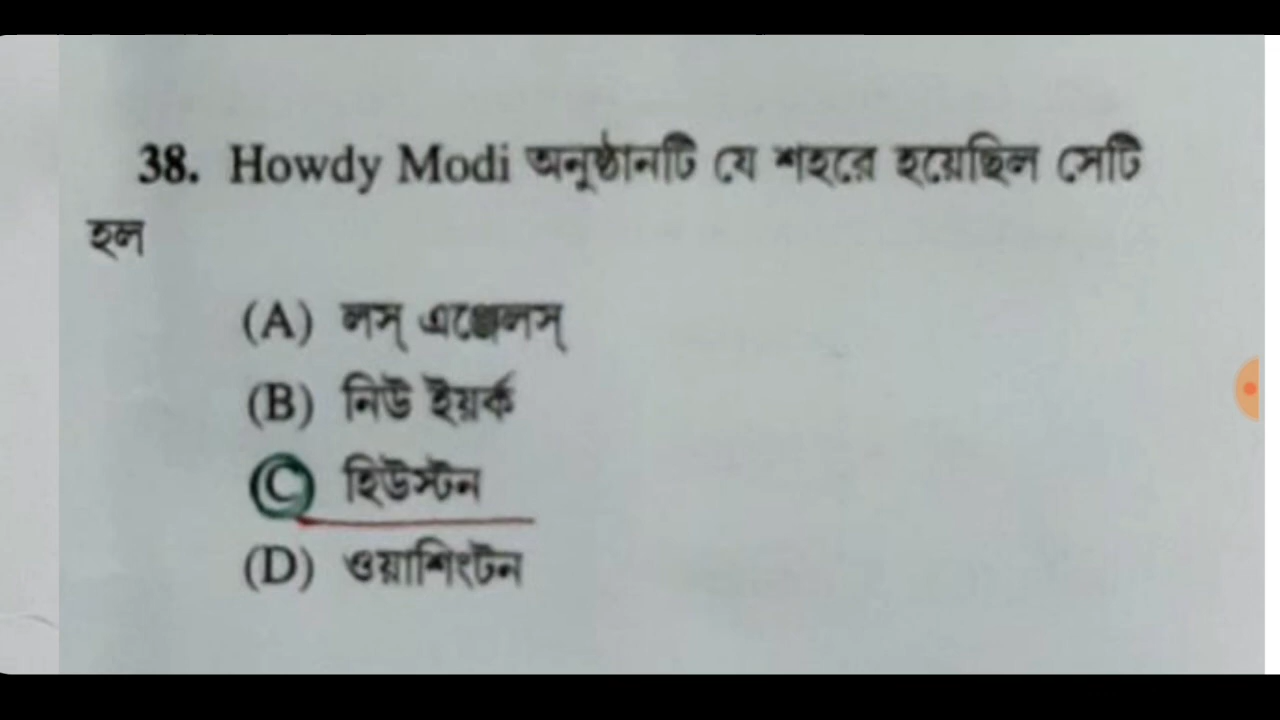 38. Howdy Modi অনুষ্ঠানটি যে শহরে হয়েছিল সেটি
হল
(A) লস্ এঞ্জেলস্
(B) নিউ ইয়র্ক
(C) হিউস্টন
(D) ওয়াশিংটন